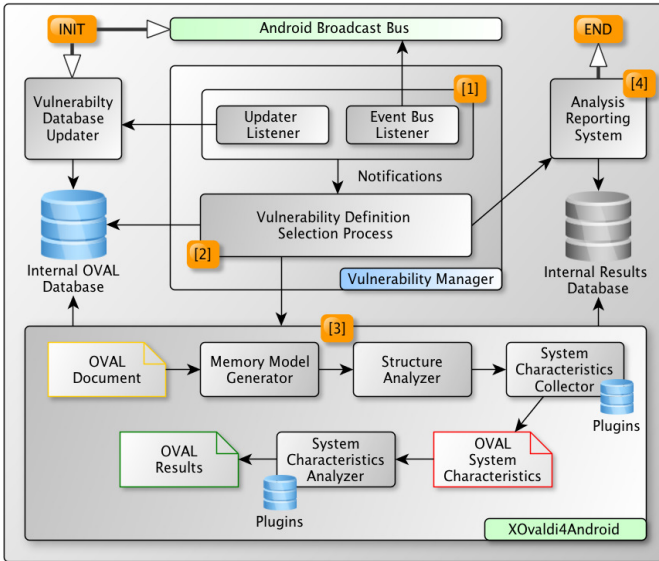 INIT
Android Broadcast Bus
END
Vulnerabilty
Database
Updater
[1]
Updater
Listener
Event Bus
Listener
[4]
Analysis
Reporting
System
Notifications
Vulnerability Definition
Selection Process
[2]
Internal OVAL
Database
Vulnerability Manager
Internal Results
Database
[3]
OVAL
Document
Memory Model
Generator
Structure
Analyzer
System
Characteristics
Collector
Plugins
OVAL
Results
System
Characteristics
Analyzer
Plugins
OVAL
System
Characteristics
XOvaldi4Android